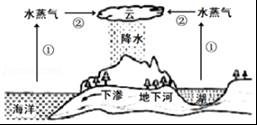 水蒸气 ② 云 ② 水蒸气
① 降水 ①
海洋 下渗 地下河 湖